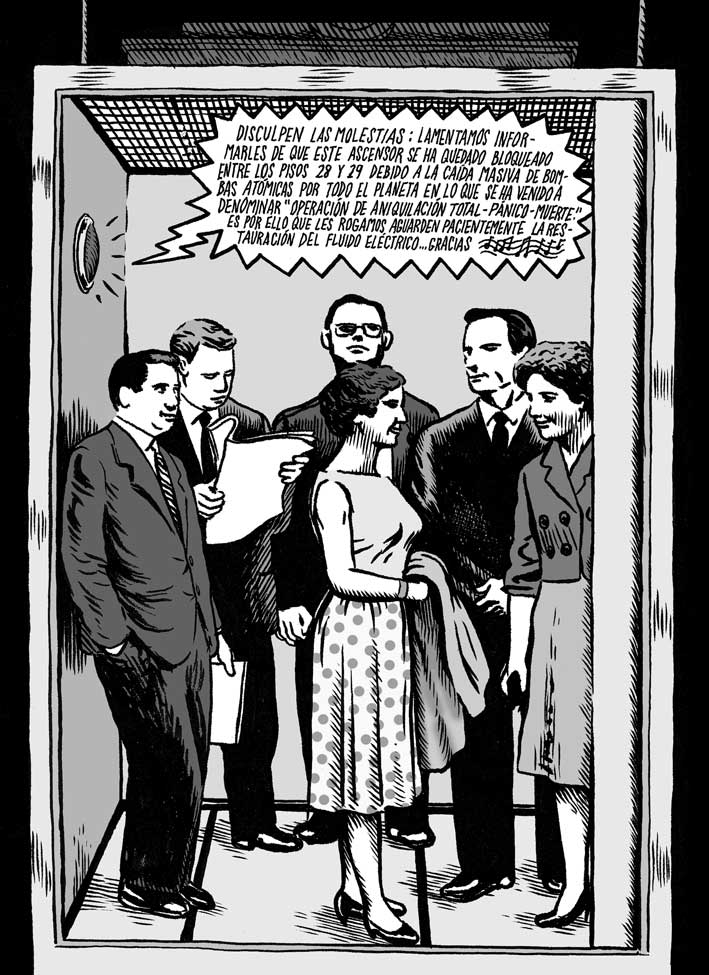 DISCULPEN LAS MOLESTIAS: LAMENTAMOS INFOR-
MARLES DE QUE ESTE ASCENSOR SE HA QUEDADO BLOQUEADO
ENTRE LOS PISOS 28 Y 29 DEBIDO A LA CAÍDA MASIVA DE BOM-
BAS ATÓMICAS POR TODO EL PLANETA EN LO QUE SE HA VENIDO A
DENOMINAR "OPERACIÓN DE ANIQUILACIÓN TOTAL-PÁNICO-MUERTE."
ES POR ELLO QUE LES ROGAMOS AGUARDEN PACIENTEMENTE LA RES-
TAURACIÓN DEL FLUIDO ELÉCTRICO...GRACIAS